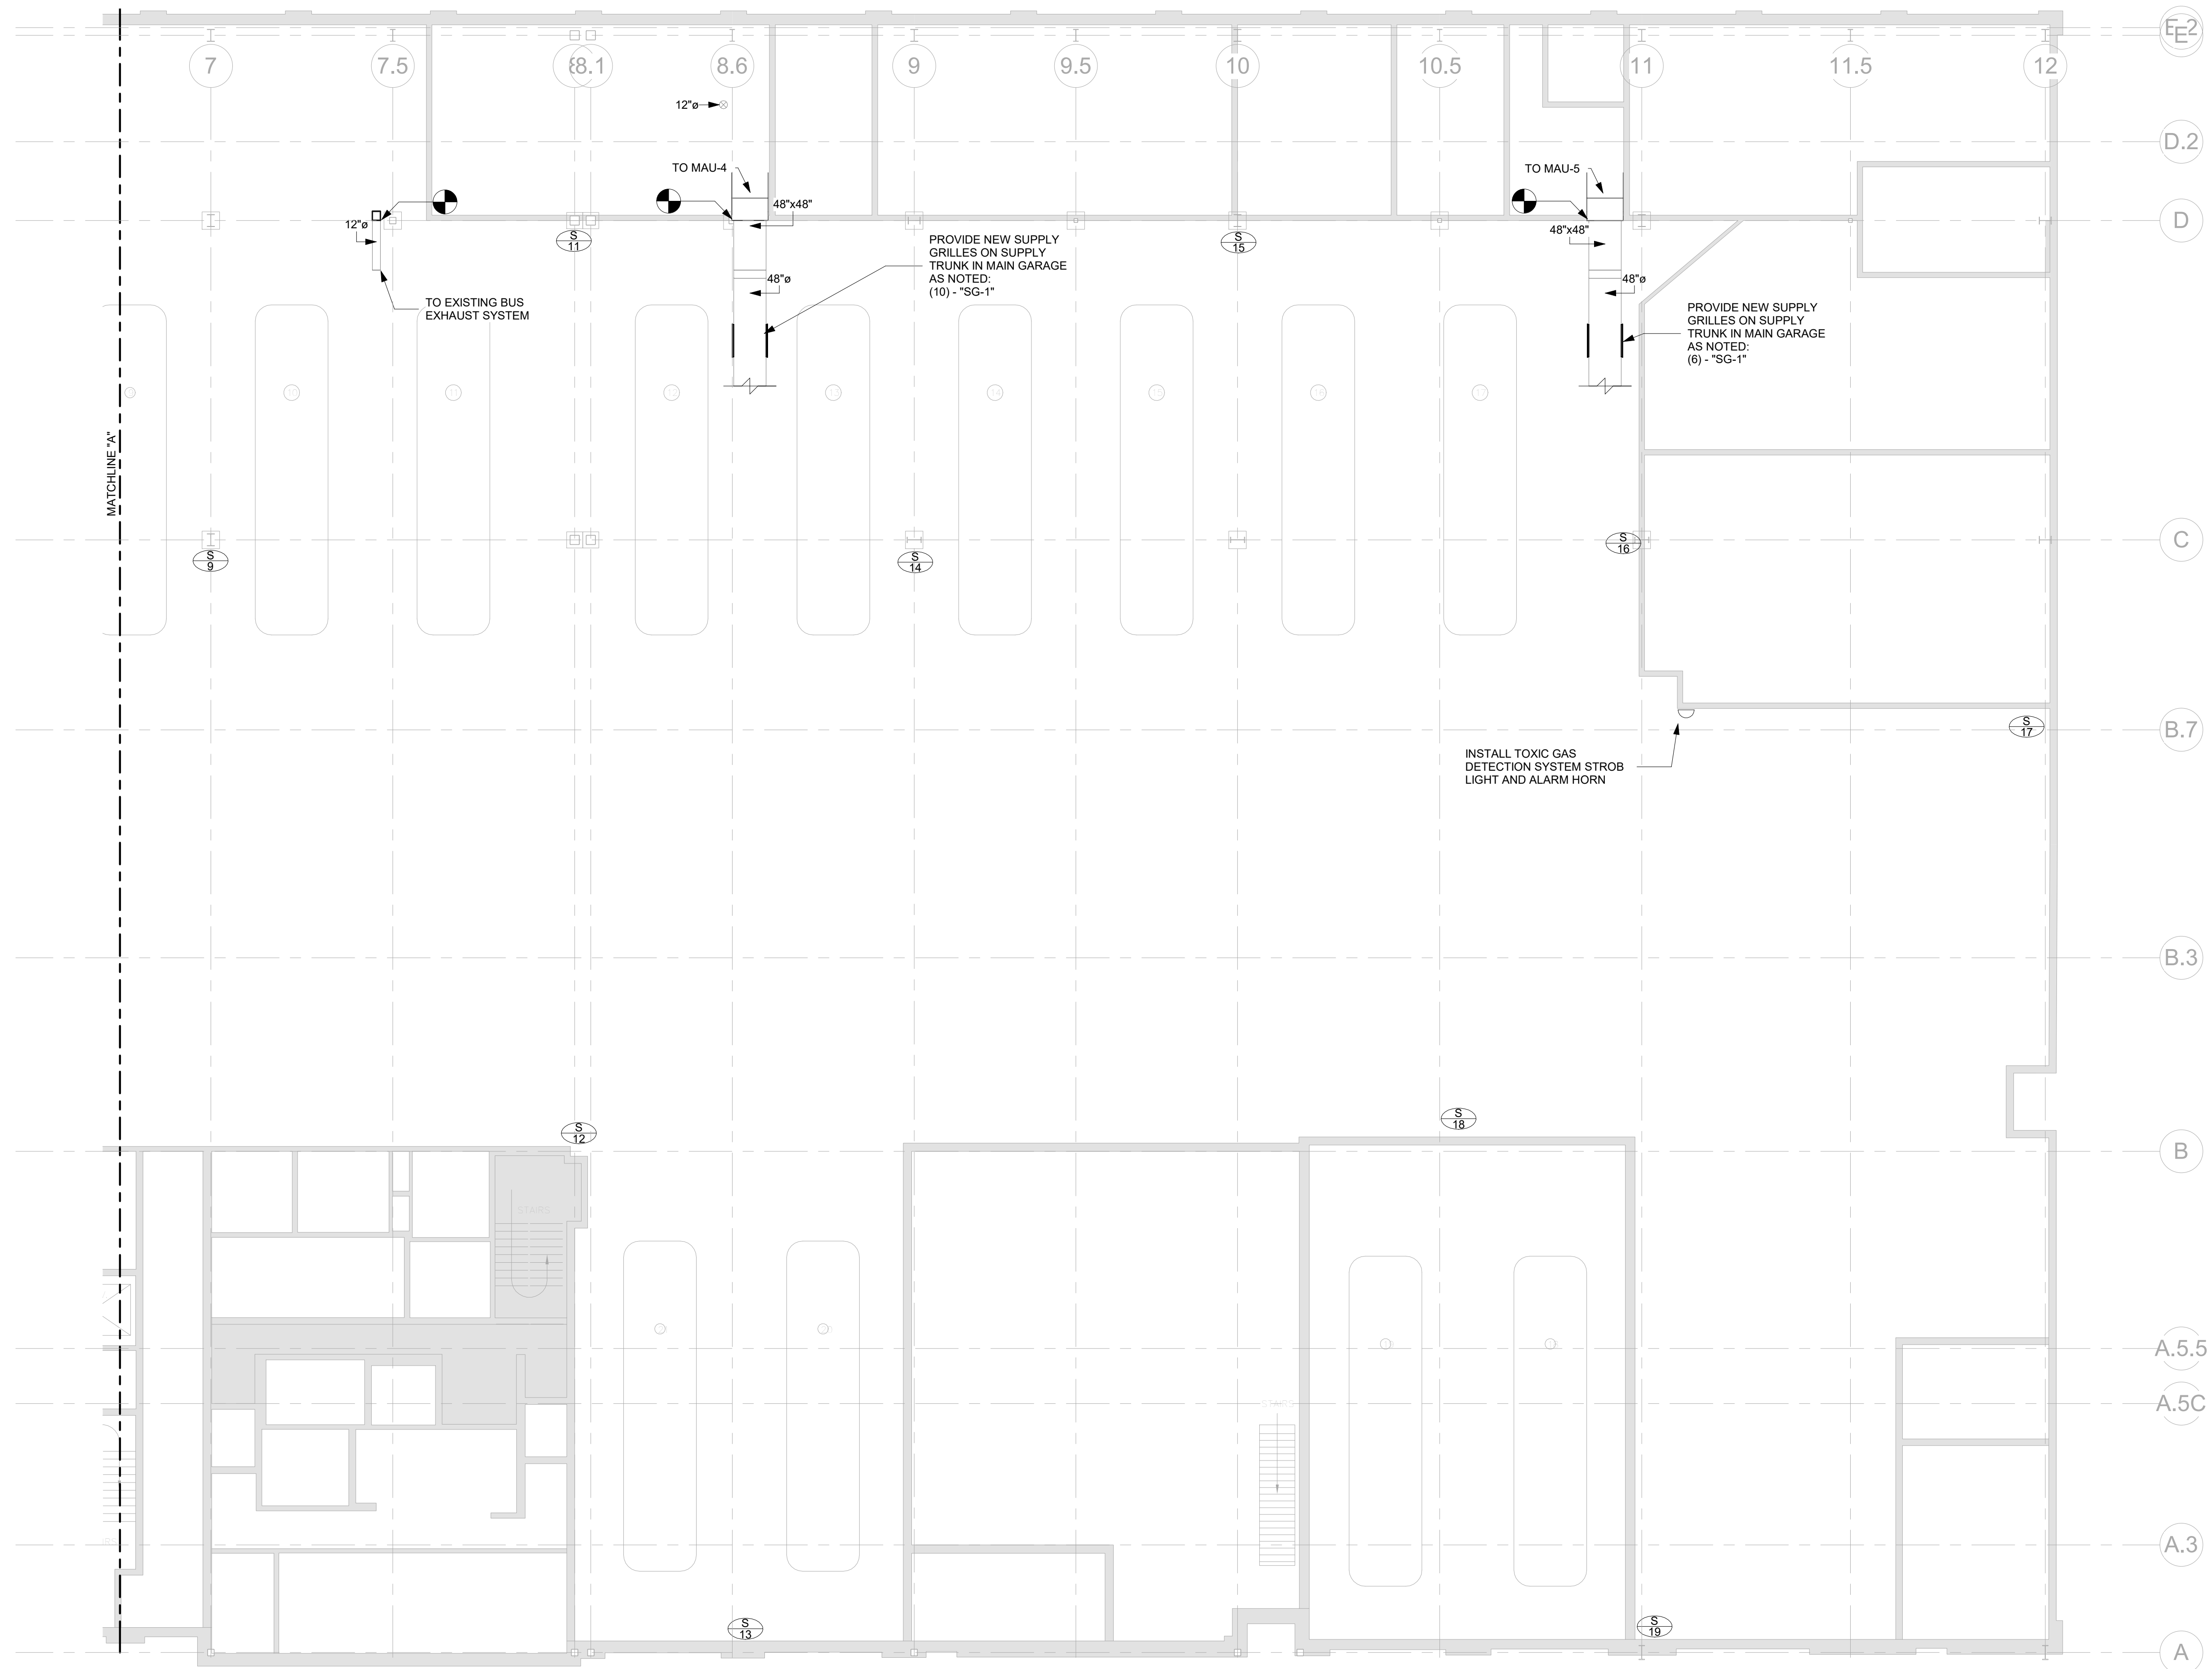 E.2
E
7
7.5
8.1
8.6
9
9.5
10
10.5
11
11.5
12
12"ø
D.2
TO MAU-4
TO MAU-5
48"x48"
D
12"ø
S
11
PROVIDE NEW SUPPLY
GRILLES ON SUPPLY
TRUNK IN MAIN GARAGE
AS NOTED:
(10) - "SG-1"
S
15
48"x48"
48"ø
48"ø
TO EXISTING BUS
EXHAUST SYSTEM
PROVIDE NEW SUPPLY
GRILLES ON SUPPLY
TRUNK IN MAIN GARAGE
AS NOTED:
(6) - "SG-1"
MATCHLINE "A"
S
9
S
14
S
16
C
S
17
B.7
INSTALL TOXIC GAS
DETECTION SYSTEM STROB
LIGHT AND ALARM HORN
B.3
S
12
S
18
B
STAIRS
A.5.5
A.5C
STAIRS
A.3
S
13
S
19
A